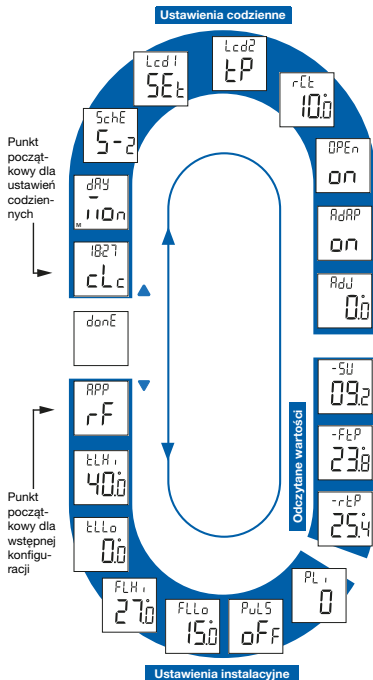 Ustawienia codzienne
Lcd2
tP
Lcd1
SEt
rCt
10.0
SchE
S-2
OPEn
on
Punkt
począt-
kowy dla
ustawień
codzien-
nych
dAY
Mon
M
AdAP
on
18:27
cLc
AdJ
0.0
donE
-SU
09.2
APP
rF
-FtP
23.8
Odczytane wartości
tLHi
40.0
-rtP
25.4
Punkt
począt-
kowy dla
wstępnej
konfigu-
racji
tLLo
0.0
PLi
0
FLHi
27.0
FLLo
15.0
PuLS
oFF
Ustawienia instalacyjne